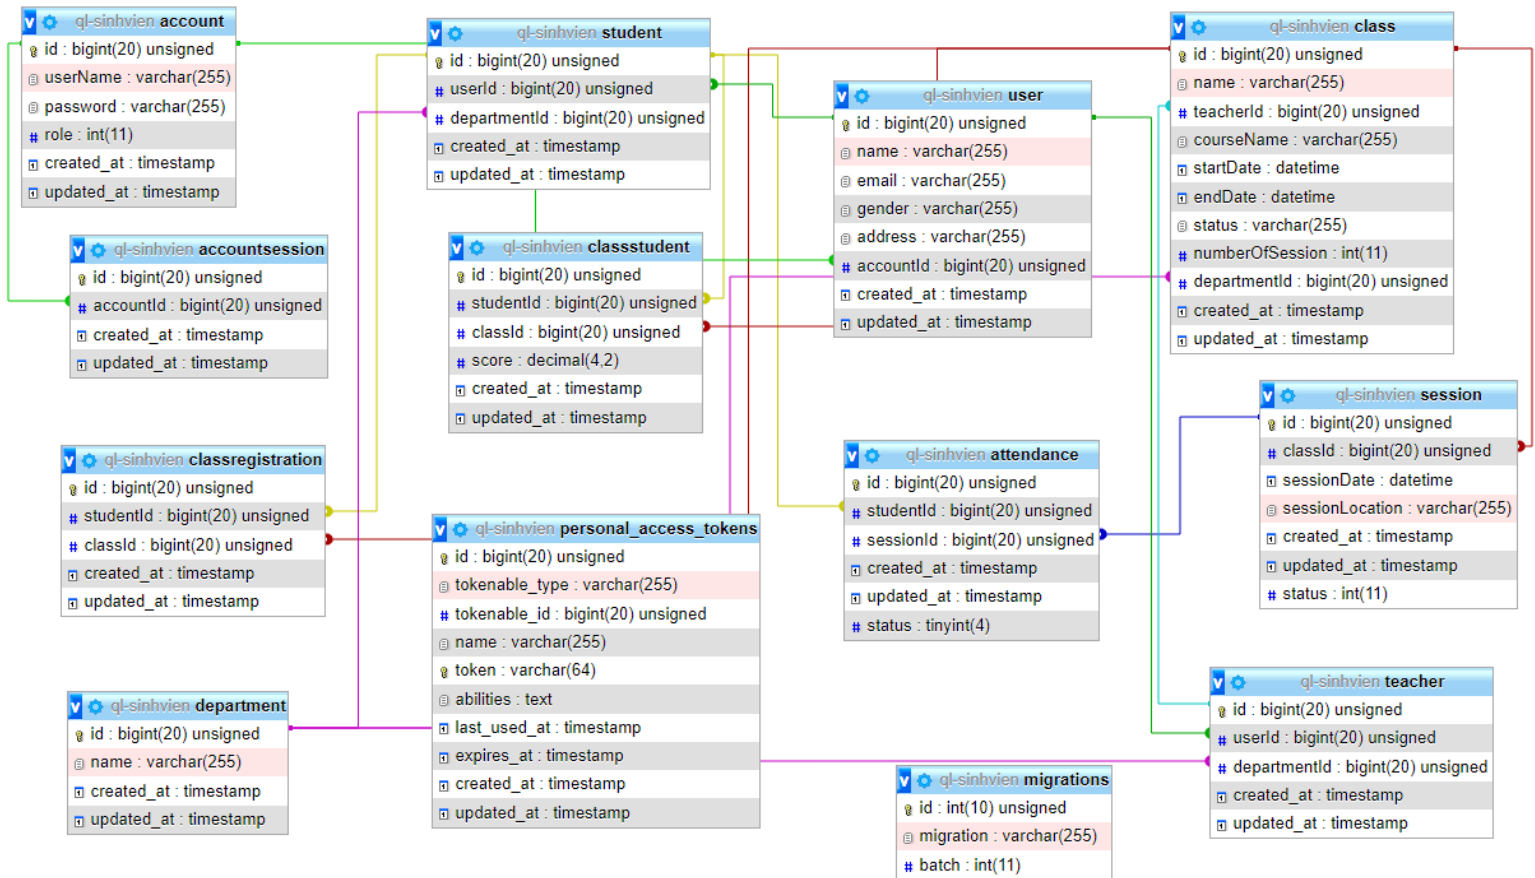 ql-sinhvien account
id : bigint(20) unsigned
userName : varchar(255)
password : varchar(255)
role : int(11)
created_at : timestamp
updated_at : timestamp
ql-sinhvien student
id : bigint(20) unsigned
userId : bigint(20) unsigned
departmentId : bigint(20) unsigned
created_at : timestamp
updated_at : timestamp
ql-sinhvien class
id : bigint(20) unsigned
name : varchar(255)
teacherId : bigint(20) unsigned
courseName : varchar(255)
startDate : datetime
endDate : datetime
status : varchar(255)
numberOfSession : int(11)
departmentId : bigint(20) unsigned
created_at : timestamp
updated_at : timestamp
ql-sinhvien user
id : bigint(20) unsigned
name : varchar(255)
email : varchar(255)
gender : varchar(255)
address : varchar(255)
accountId : bigint(20) unsigned
created_at : timestamp
updated_at : timestamp
ql-sinhvien accountsession
id : bigint(20) unsigned
accountId : bigint(20) unsigned
created_at : timestamp
updated_at : timestamp
ql-sinhvien classstudent
id : bigint(20) unsigned
studentId : bigint(20) unsigned
classId : bigint(20) unsigned
score : decimal(4,2)
created_at : timestamp
updated_at : timestamp
ql-sinhvien session
id : bigint(20) unsigned
classId : bigint(20) unsigned
sessionDate : datetime
sessionLocation : varchar(255)
created_at : timestamp
updated_at : timestamp
status : int(11)
ql-sinhvien classregistration
id : bigint(20) unsigned
studentId : bigint(20) unsigned
classId : bigint(20) unsigned
created_at : timestamp
updated_at : timestamp
ql-sinhvien attendance
id : bigint(20) unsigned
studentId : bigint(20) unsigned
sessionId : bigint(20) unsigned
created_at : timestamp
updated_at : timestamp
status : tinyint(4)
ql-sinhvien personal_access_tokens
id : bigint(20) unsigned
tokenable_type : varchar(255)
tokenable_id : bigint(20) unsigned
name : varchar(255)
token : varchar(64)
abilities : text
last_used_at : timestamp
expires_at : timestamp
created_at : timestamp
updated_at : timestamp
ql-sinhvien department
id : bigint(20) unsigned
name : varchar(255)
created_at : timestamp
updated_at : timestamp
ql-sinhvien teacher
id : bigint(20) unsigned
userId : bigint(20) unsigned
departmentId : bigint(20) unsigned
created_at : timestamp
updated_at : timestamp
ql-sinhvien migrations
id : int(10) unsigned
migration : varchar(255)
batch : int(11)